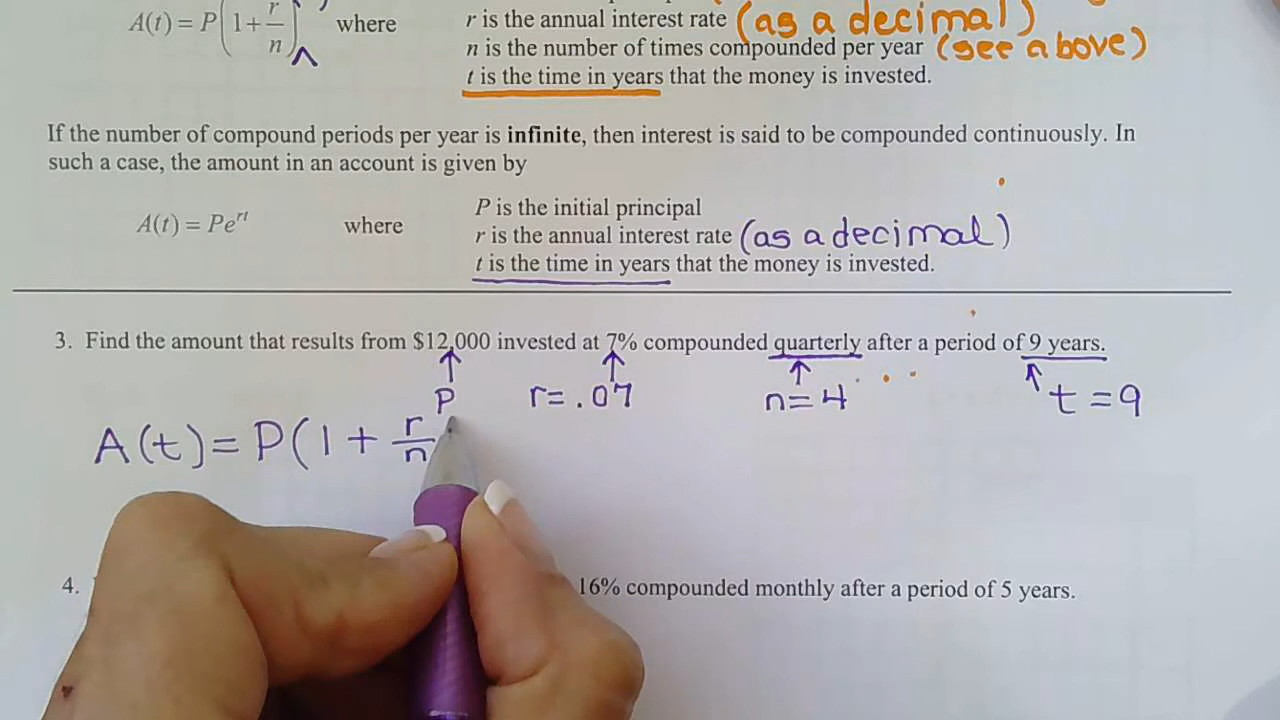 A(t) = P(1 + r/n) where
r is the annual interest rate (as a decimal)
n is the number of times compounded per year (see above)
t is the time in years that the money is invested.
If the number of compound periods per year is infinite, then interest is said to be compounded continuously. In
such a case, the amount in an account is given by
P is the initial principal
A(t) = Pe^rt where r is the annual interest rate (as a decimal)
t is the time in years that the money is invested.
3. Find the amount that results from $12,000 invested at 7% compounded quarterly after a period of 9 years.
P r= .07 n=4 t=9
A(t)= P(1 + r/n
4. 16% compounded monthly after a period of 5 years.